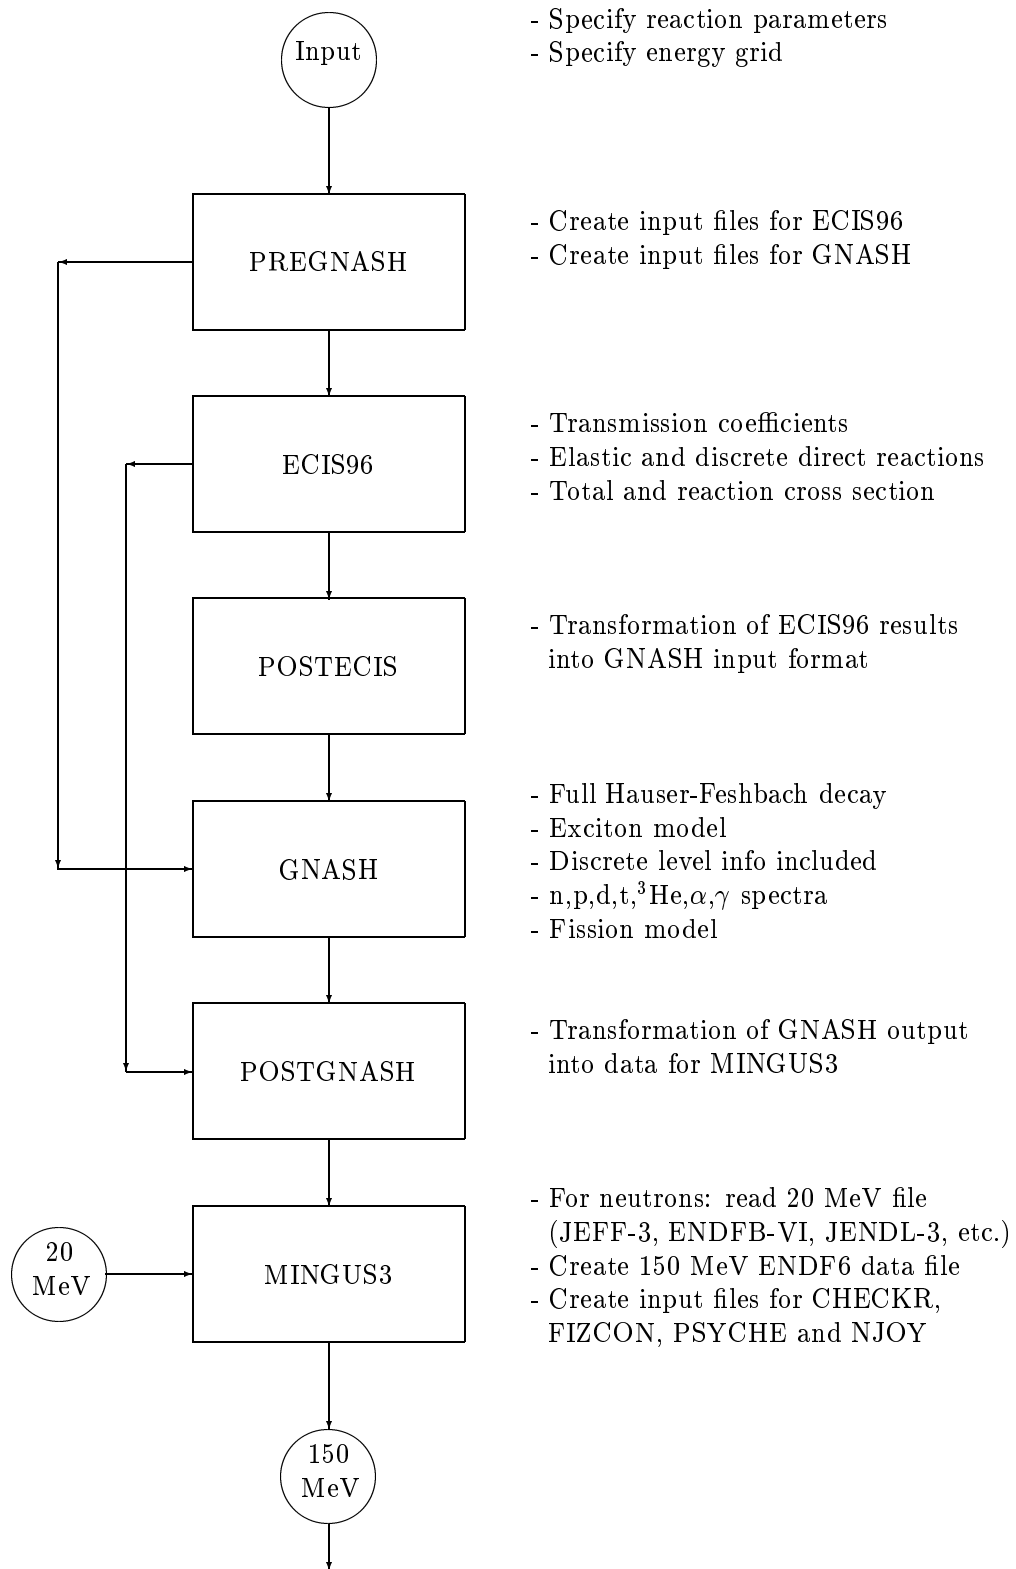 Input
- Specify reaction parameters
- Specify energy grid
PREGNASH
- Create input files for ECIS96
- Create input files for GNASH
ECIS96
- Transmission coefficients
- Elastic and discrete direct reactions
- Total and reaction cross section
POSTECIS
- Transformation of ECIS96 results
into GNASH input format
GNASH
- Full Hauser-Feshbach decay
- Exciton model
- Discrete level info included
- n,p,d,t,³He,α,γ spectra
- Fission model
POSTGNASH
- Transformation of GNASH output
into data for MINGUS3
20
MeV
MINGUS3
- For neutrons: read 20 MeV file
(JEFF-3, ENDFB-VI, JENDL-3, etc.)
- Create 150 MeV ENDF6 data file
- Create input files for CHECKR,
FIZCON, PSYCHE and NJOY
150
MeV